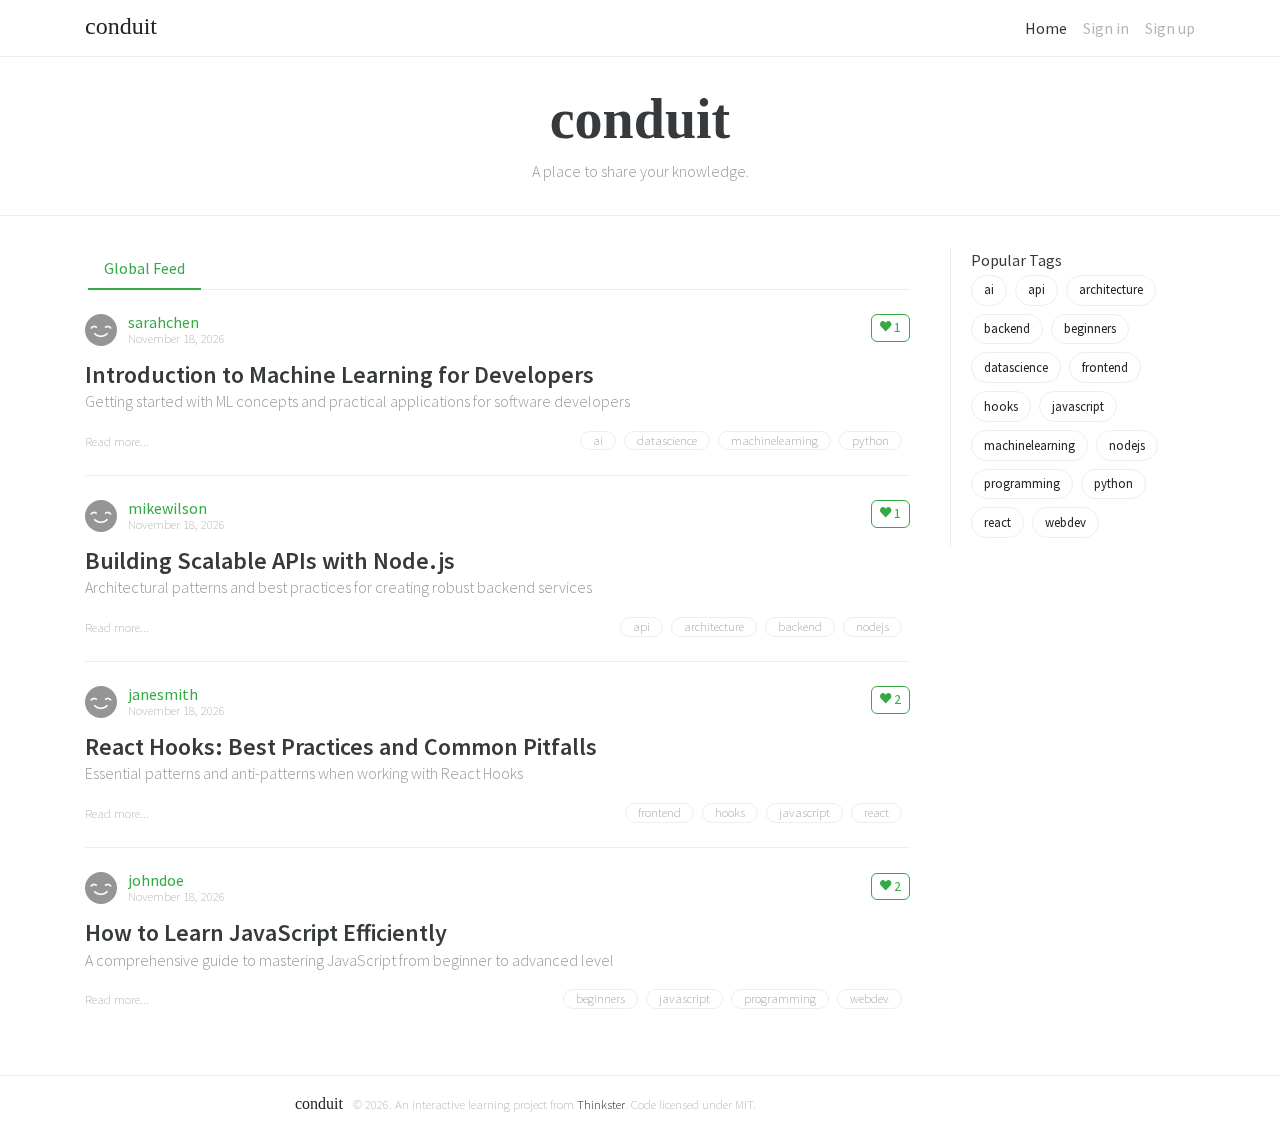 conduit
Home Sign in Sign up
conduit
A place to share your knowledge.
Global Feed
sarahchen
November 18, 2026
1
Introduction to Machine Learning for Developers
Getting started with ML concepts and practical applications for software developers
Read more...
ai datascience machinelearning python
mikewilson
November 18, 2026
1
Building Scalable APIs with Node.js
Architectural patterns and best practices for creating robust backend services
Read more...
api architecture backend nodejs
janesmith
November 18, 2026
2
React Hooks: Best Practices and Common Pitfalls
Essential patterns and anti-patterns when working with React Hooks
Read more...
frontend hooks javascript react
johndoe
November 18, 2026
2
How to Learn JavaScript Efficiently
A comprehensive guide to mastering JavaScript from beginner to advanced level
Read more...
beginners javascript programming webdev
Popular Tags
ai api architecture
backend beginners
datascience frontend
hooks javascript
machinelearning nodejs
programming python
react webdev
conduit © 2026. An interactive learning project from Thinkster. Code licensed under MIT.